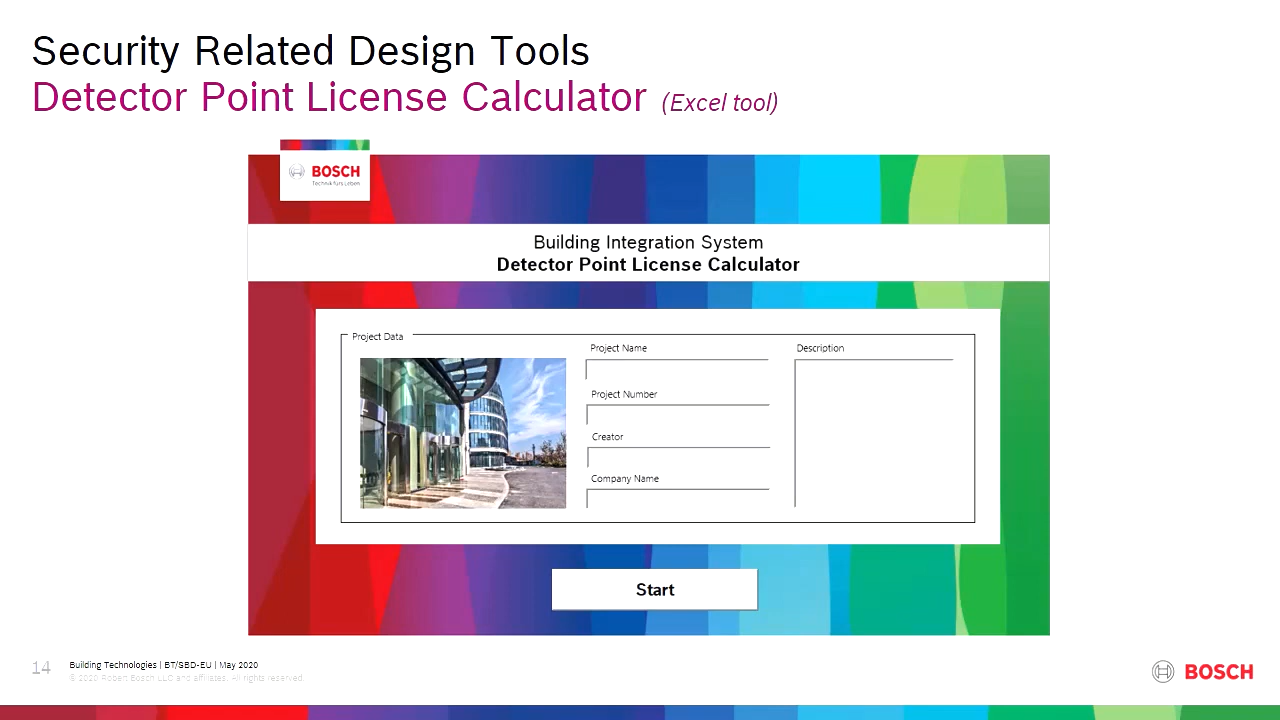 Security Related Design Tools
Detector Point License Calculator (Excel tool)
BOSCH
Technik fürs Leben
Building Integration System
Detector Point License Calculator
Project Data
Project Name
Description
Project Number
Creator
Company Name
Start
14
Building Technologies | BT/SBD-EU | May 2020
© 2020 Robert Bosch LLC and affiliates. All rights reserved.
BOSCH